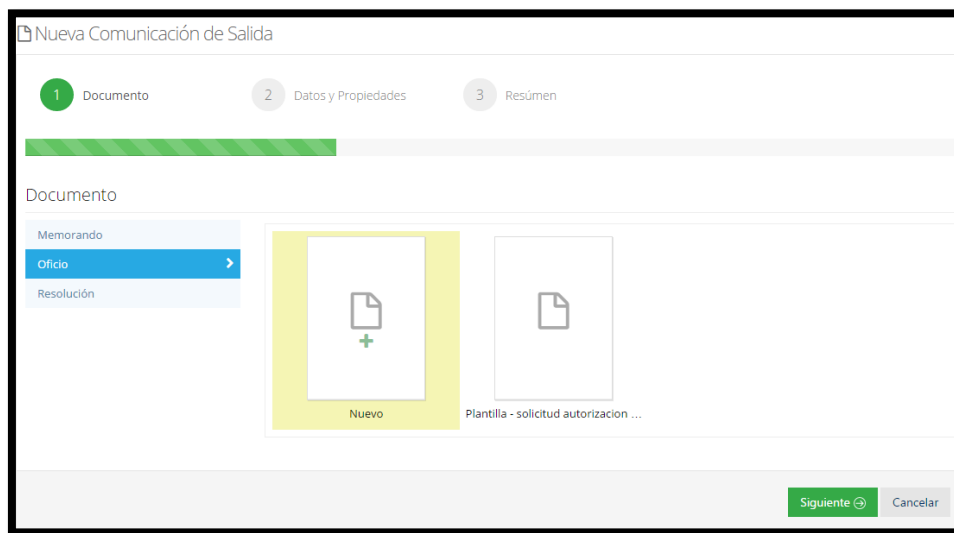 Nueva Comunicación de Salida
1 Documento
2 Datos y Propiedades
3 Resúmen
Documento
Memorando
Oficio
Resolución
Nuevo
Plantilla - solicitud autorizacion ...
Siguiente
Cancelar